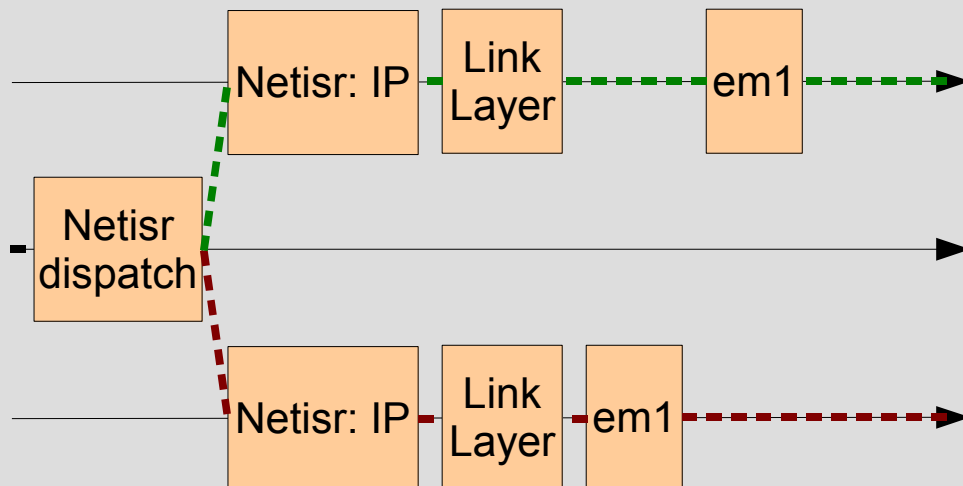 Netisr: IP
Link
Layer
em1
Netisr
dispatch
Netisr: IP
Link
Layer
em1